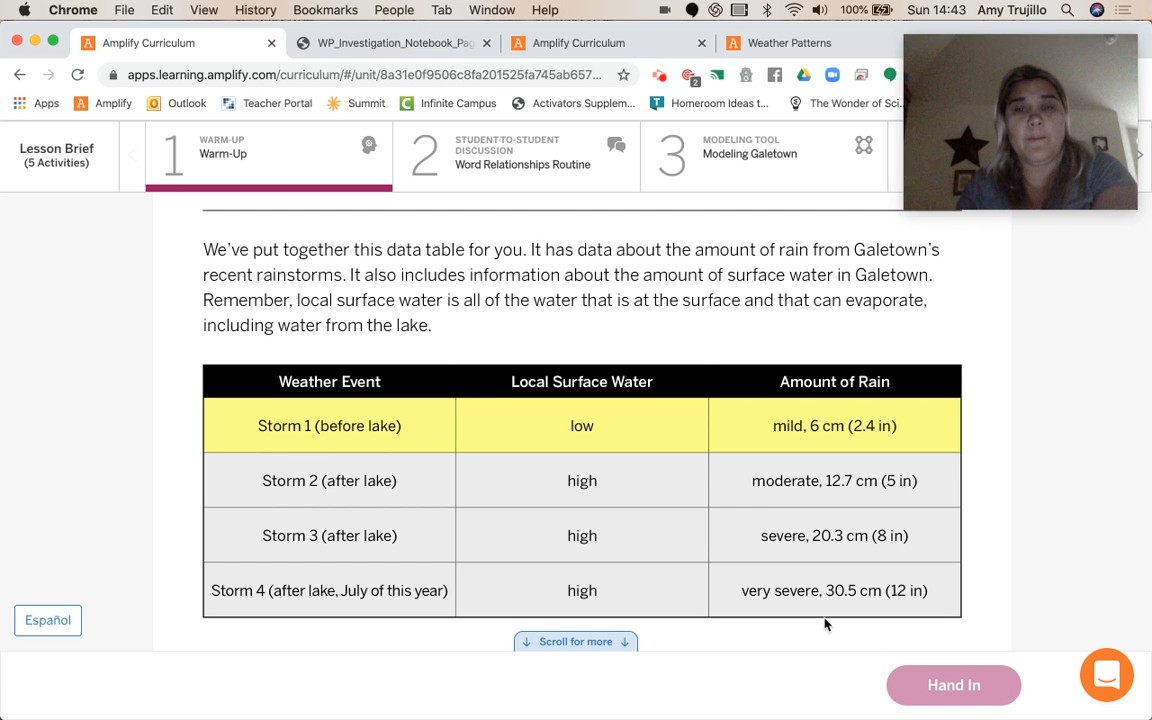 Chrome File Edit View History Bookmarks People Tab Window Help 100% Sun 14:43 Amy Trujillo
Amplify Curriculum WP_Investigation_Notebook_Pag Amplify Curriculum Weather Patterns
apps.learning.amplify.com/curriculum/#/unit/8a31e0f9506c8fa201525fa745ab657... 2
Apps Amplify Outlook Teacher Portal Summit Infinite Campus Activators Supplem... Homeroom Ideas t... The Wonder of Sci..
Lesson Brief
(5 Activities)
1 WARM-UP
Warm-Up
2 STUDENT-TO-STUDENT
DISCUSSION
Word Relationships Routine
3 MODELING TOOL
Modeling Galetown
We've put together this data table for you. It has data about the amount of rain from Galetown's
recent rainstorms. It also includes information about the amount of surface water in Galetown.
Remember, local surface water is all of the water that is at the surface and that can evaporate,
including water from the lake.
Weather Event Local Surface Water Amount of Rain
Storm 1 (before lake) low mild, 6 cm (2.4 in)
Storm 2 (after lake) high moderate, 12.7 cm (5 in)
Storm 3 (after lake) high severe, 20.3 cm (8 in)
Storm 4 (after lake, July of this year) high very severe, 30.5 cm (12 in)
Español
Scroll for more
Hand In